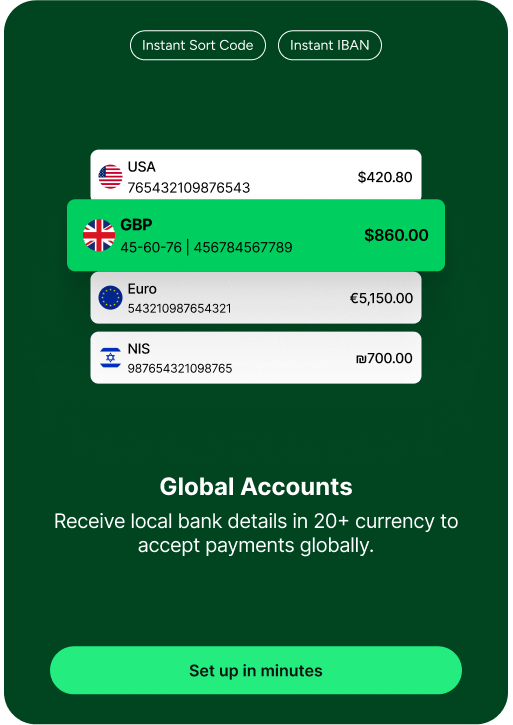 Instant Sort Code
Instant IBAN
USA
765432109876543
$420.80
GBP
45-60-76 | 456784567789
$860.00
Euro
543210987654321
€5,150.00
NIS
987654321098765
₪700.00
Global Accounts
Receive local bank details in 20+ currency to
accept payments globally.
Set up in minutes